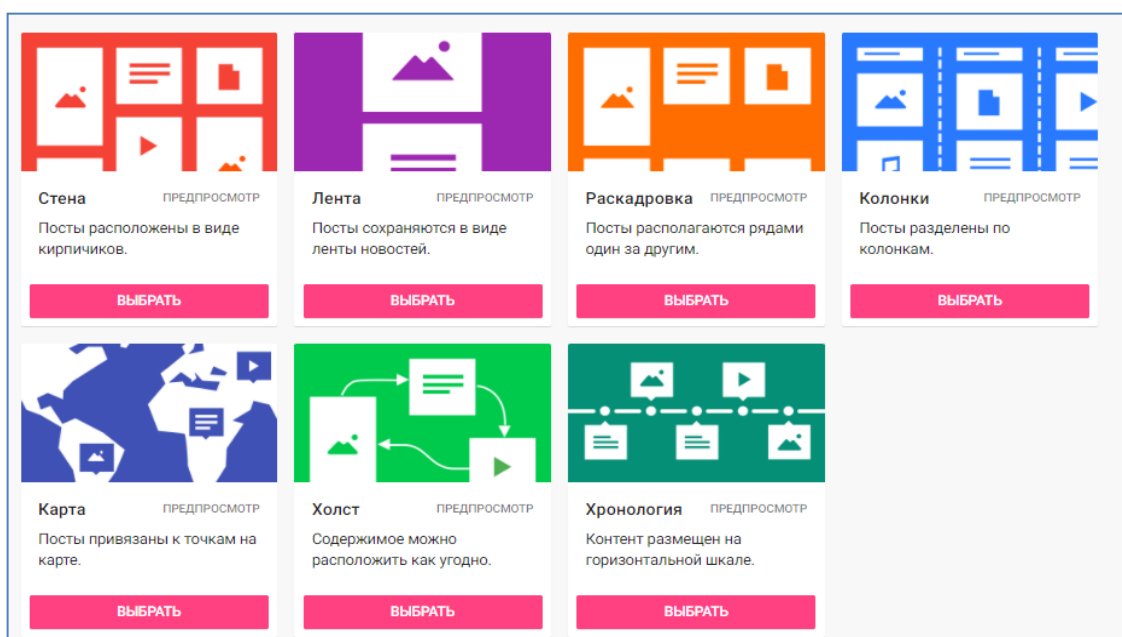 Стена ПРЕДПРОСМОТР
Посты расположены в виде
кирпичиков.
ВЫБРАТЬ
Лента ПРЕДПРОСМОТР
Посты сохраняются в виде
ленты новостей.
ВЫБРАТЬ
Раскадровка ПРЕДПРОСМОТР
Посты располагаются рядами
один за другим.
ВЫБРАТЬ
Колонки ПРЕДПРОСМОТР
Посты разделены по
колонкам.
ВЫБРАТЬ
Карта ПРЕДПРОСМОТР
Посты привязаны к точкам на
карте.
ВЫБРАТЬ
Холст ПРЕДПРОСМОТР
Содержимое можно
расположить как угодно.
ВЫБРАТЬ
Хронология ПРЕДПРОСМОТР
Контент размещен на
горизонтальной шкале.
ВЫБРАТЬ